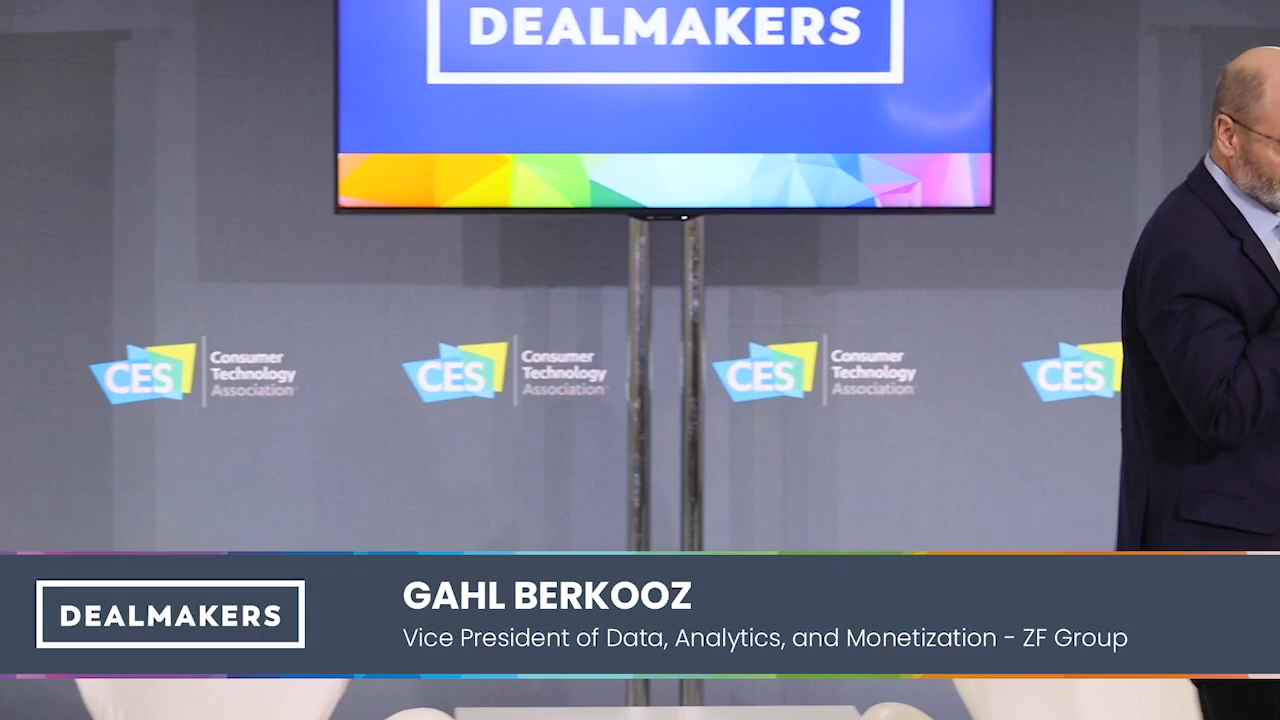 DEALMAKERS
CES Consumer Technology Association
CES Consumer Technology Association
CES Consumer Technology Association
CES
DEALMAKERS
GAHL BERKOOZ
Vice President of Data, Analytics, and Monetization - ZF Group